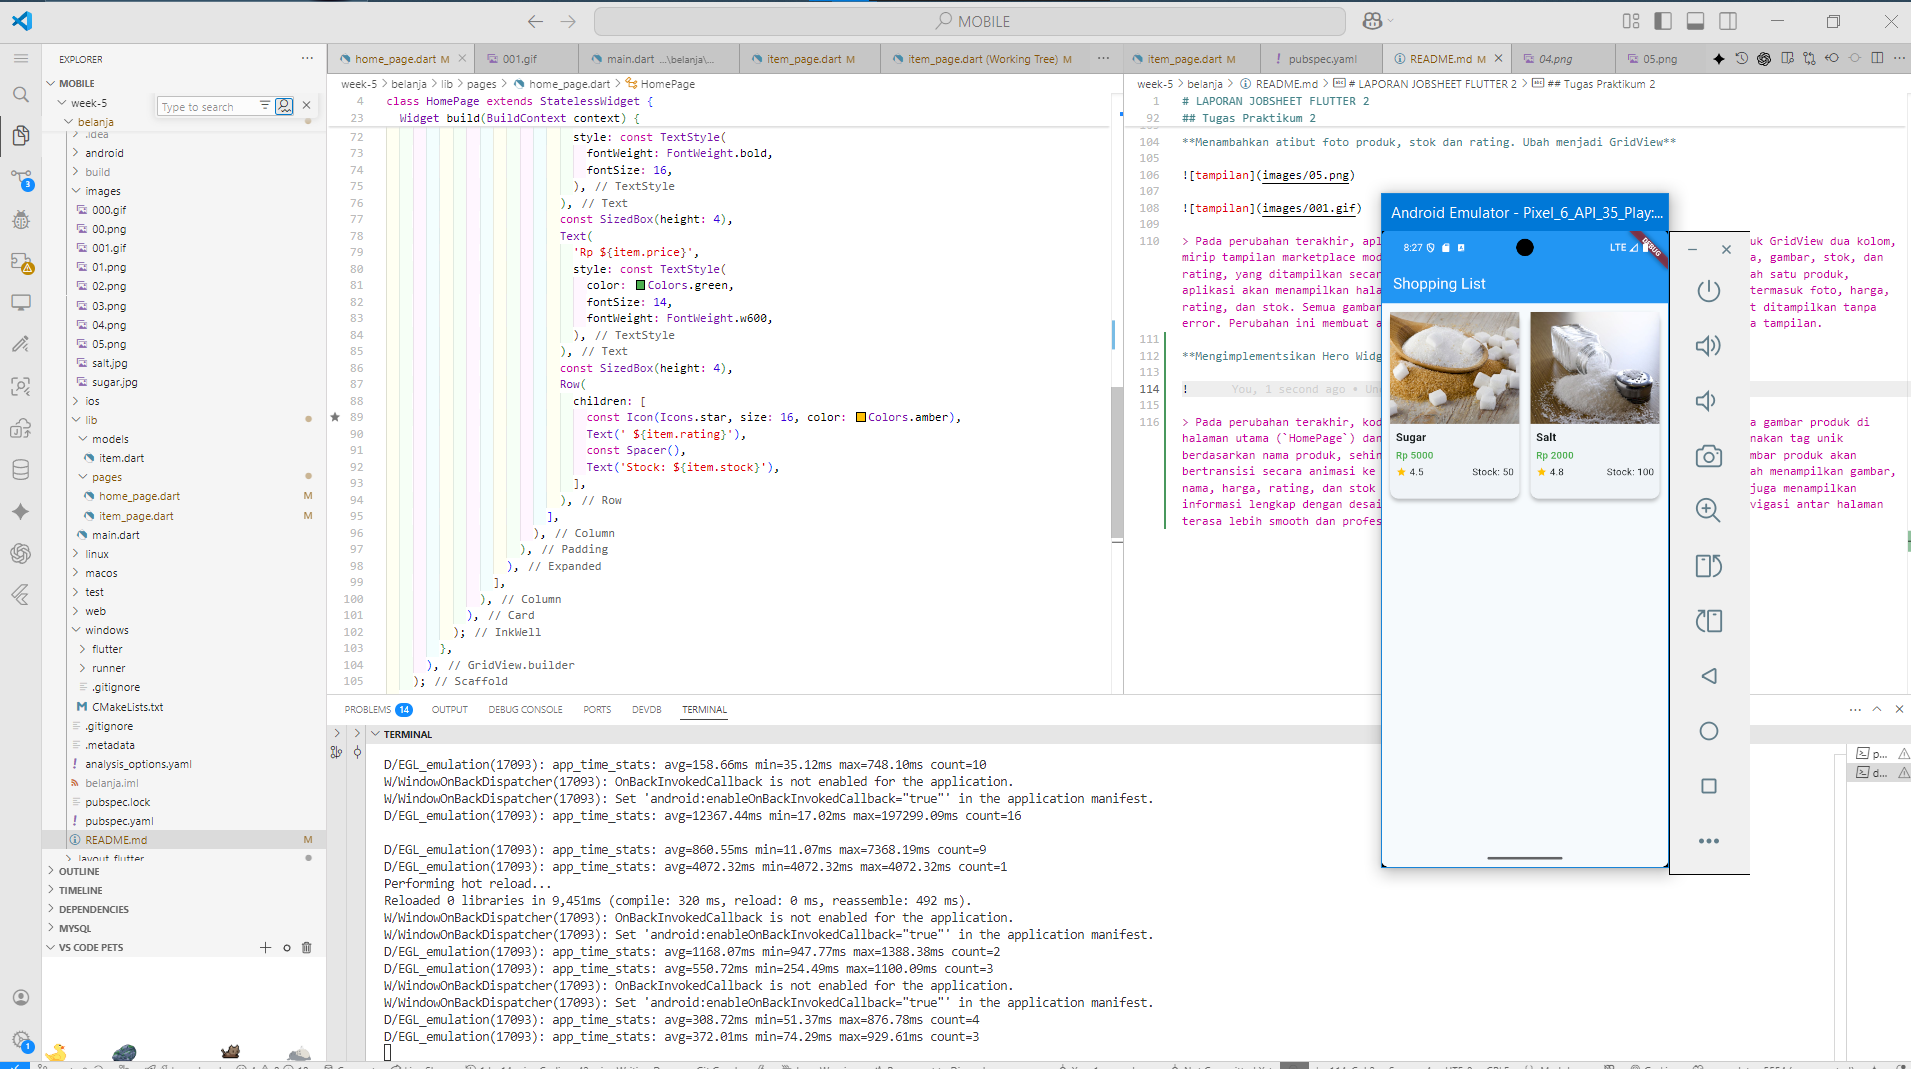 MOBILE
EXPLORER
MOBILE
week-5
Type to search
belanja
.idea
android
build
images
000.gif
00.png
001.gif
01.png
02.png
03.png
04.png
05.png
salt.jpg
sugar.jpg
ios
lib
models
item.dart
pages
home_page.dart M
item_page.dart M
main.dart
linux
macos
test
web
windows
flutter
runner
.gitignore
CMakeLists.txt
.gitignore
.metadata
analysis_options.yaml
belanja.iml
pubspec.lock
pubspec.yaml
README.md M
layout_flutter
OUTLINE
TIMELINE
DEPENDENCIES
MYSQL
VS CODE PETS
home_page.dart M
001.gif
main.dart ...\belanja\...
item_page.dart M
item_page.dart (Working Tree) M
week-5 > belanja > lib > pages > home_page.dart > HomePage
4 class HomePage extends StatelessWidget {
23 Widget build(BuildContext context) {
72 style: const TextStyle(
73 fontWeight: FontWeight.bold,
74 fontSize: 16,
75 ), // TextStyle
76 ), // Text
77 const SizedBox(height: 4),
78 Text(
79 'Rp ${item.price}',
80 style: const TextStyle(
81 color: Colors.green,
82 fontSize: 14,
83 fontWeight: FontWeight.w600,
84 ), // TextStyle
85 ), // Text
86 const SizedBox(height: 4),
87 Row(
88 children: [
89 const Icon(Icons.star, size: 16, color: Colors.amber),
90 Text(' ${item.rating}'),
91 const Spacer(),
92 Text('Stock: ${item.stock}'),
93 ],
94 ), // Row
95 ],
96 ), // Column
97 ), // Padding
98 ), // Expanded
99 ],
100 ), // Column
101 ), // Card
102 ); // InkWell
103 },
104 ), // GridView.builder
105 ); // Scaffold
item_page.dart M
pubspec.yaml
README.md M
04.png
05.png
week-5 > belanja > README.md > # LAPORAN JOBSHEET FLUTTER 2 > ## Tugas Praktikum 2
1 # LAPORAN JOBSHEET FLUTTER 2
92 ## Tugas Praktikum 2
104 **Menambahkan atibut foto produk, stok dan rating. Ubah menjadi GridView**
105
106 ![tampilan](images/05.png)
107
108 ![tampilan](images/001.gif)
109
110 > Pada perubahan terakhir, apl uk GridView dua kolom,
mirip tampilan marketplace mod a, gambar, stok, dan
rating, yang ditampilkan secar ah satu produk,
aplikasi akan menampilkan hala termasuk foto, harga,
rating, dan stok. Semua gambar t ditampilkan tanpa
error. Perubahan ini membuat a a tampilan.
111
112 **Mengimplementsikan Hero Widg
113
114 ! You, 1 second ago • Un
115
116 > Pada perubahan terakhir, kod a gambar produk di
halaman utama (`HomePage`) dan nakan tag unik
berdasarkan nama produk, sehin mbar produk akan
bertransisi secara animasi ke ah menampilkan gambar,
nama, harga, rating, dan stok juga menampilkan
informasi lengkap dengan desai vigasi antar halaman
terasa lebih smooth dan profes
Android Emulator - Pixel_6_API_35_Play:...
8:27
LTE
DEBUG
Shopping List
Sugar
Rp 5000
4.5 Stock: 50
Salt
Rp 2000
4.8 Stock: 100
PROBLEMS 14
OUTPUT
DEBUG CONSOLE
PORTS
DEVDB
TERMINAL
TERMINAL
D/EGL_emulation(17093): app_time_stats: avg=158.66ms min=35.12ms max=748.10ms count=10
W/WindowOnBackDispatcher(17093): OnBackInvokedCallback is not enabled for the application.
W/WindowOnBackDispatcher(17093): Set 'android:enableOnBackInvokedCallback="true"' in the application manifest.
D/EGL_emulation(17093): app_time_stats: avg=12367.44ms min=17.02ms max=197299.09ms count=16
D/EGL_emulation(17093): app_time_stats: avg=860.55ms min=11.07ms max=7368.19ms count=9
D/EGL_emulation(17093): app_time_stats: avg=4072.32ms min=4072.32ms max=4072.32ms count=1
Performing hot reload...
Reloaded 0 libraries in 9,451ms (compile: 320 ms, reload: 0 ms, reassemble: 492 ms).
W/WindowOnBackDispatcher(17093): OnBackInvokedCallback is not enabled for the application.
W/WindowOnBackDispatcher(17093): Set 'android:enableOnBackInvokedCallback="true"' in the application manifest.
D/EGL_emulation(17093): app_time_stats: avg=1168.07ms min=947.77ms max=1388.38ms count=2
D/EGL_emulation(17093): app_time_stats: avg=550.72ms min=254.49ms max=1100.09ms count=3
W/WindowOnBackDispatcher(17093): OnBackInvokedCallback is not enabled for the application.
W/WindowOnBackDispatcher(17093): Set 'android:enableOnBackInvokedCallback="true"' in the application manifest.
D/EGL_emulation(17093): app_time_stats: avg=308.72ms min=51.37ms max=876.78ms count=4
D/EGL_emulation(17093): app_time_stats: avg=372.01ms min=74.29ms max=929.61ms count=3
p...
d...
3
1